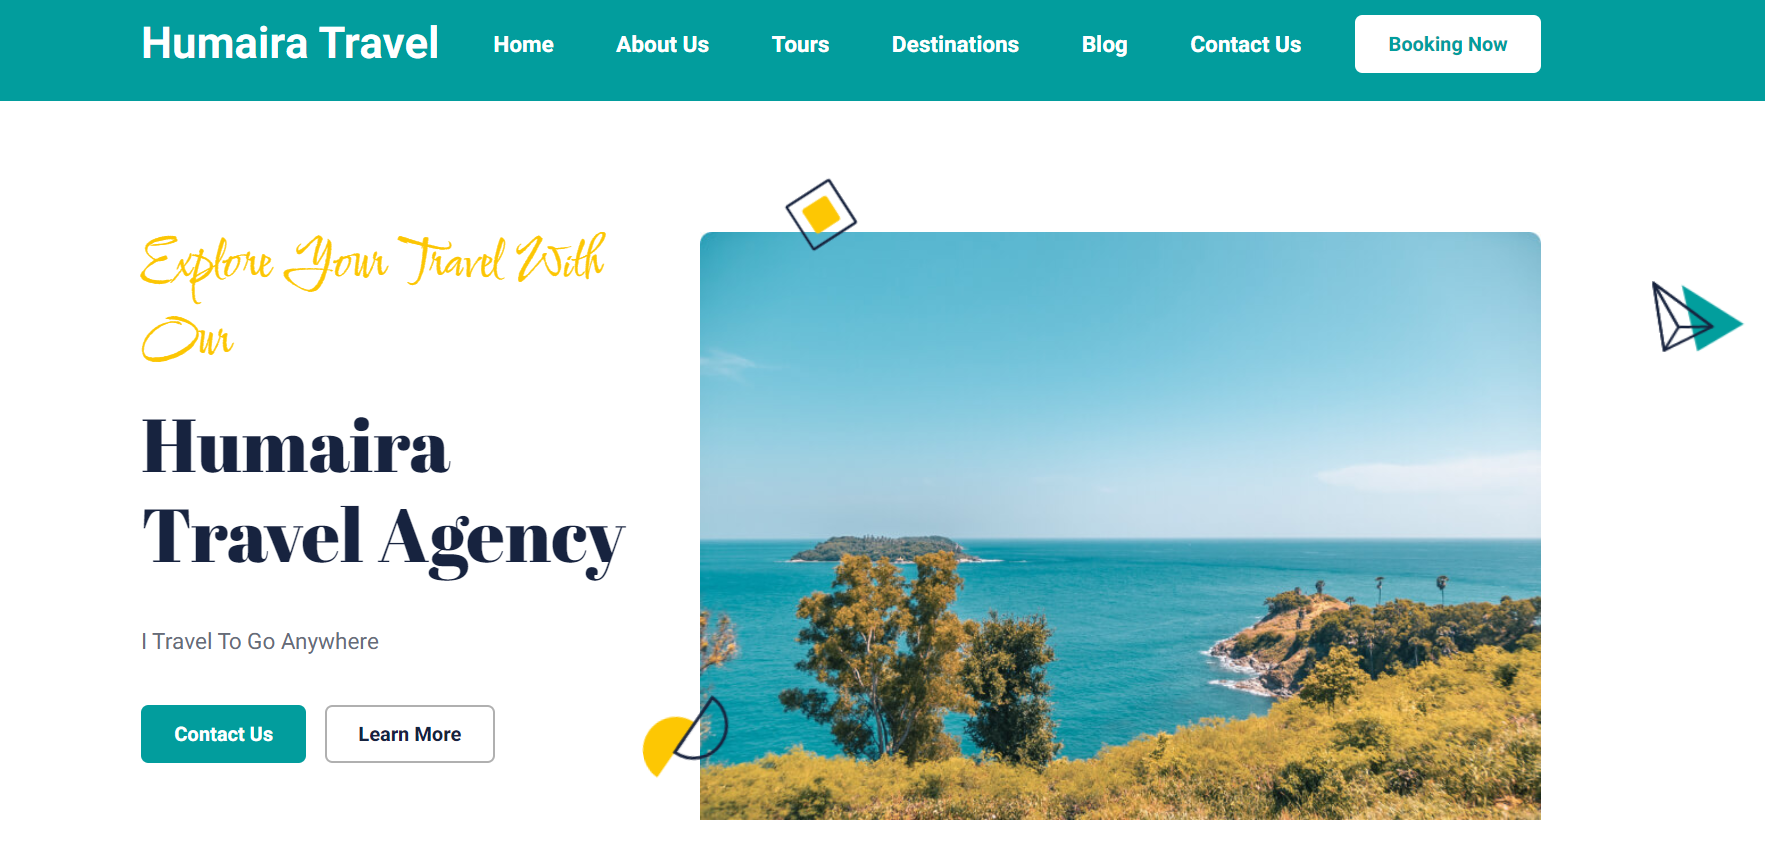 Humaira Travel Home About Us Tours Destinations Blog Contact Us Booking Now
Explore Your Travel With
Our
Humaira
Travel Agency
I Travel To Go Anywhere
Contact Us Learn More